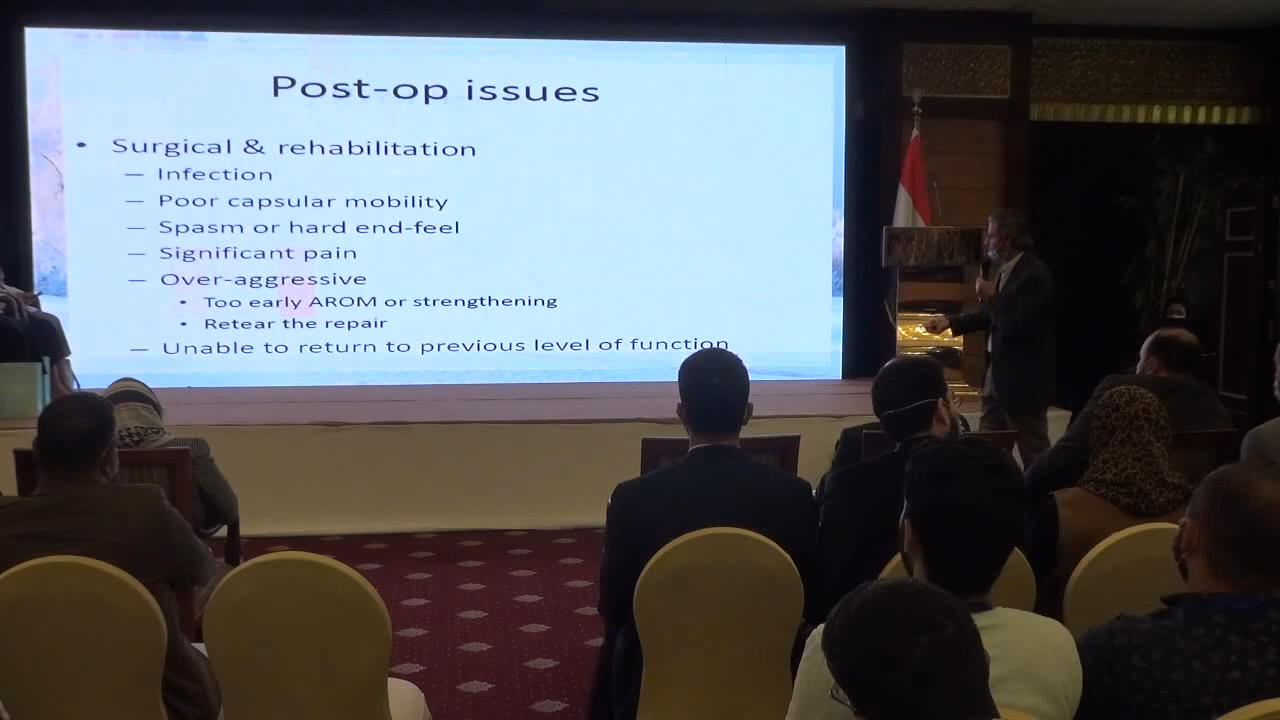 Post-op issues
• Surgical & rehabilitation
– Infection
– Poor capsular mobility
– Spasm or hard end-feel
– Significant pain
– Over-aggressive
• Too early AROM or strengthening
• Retear the repair
– Unable to return to previous level of function